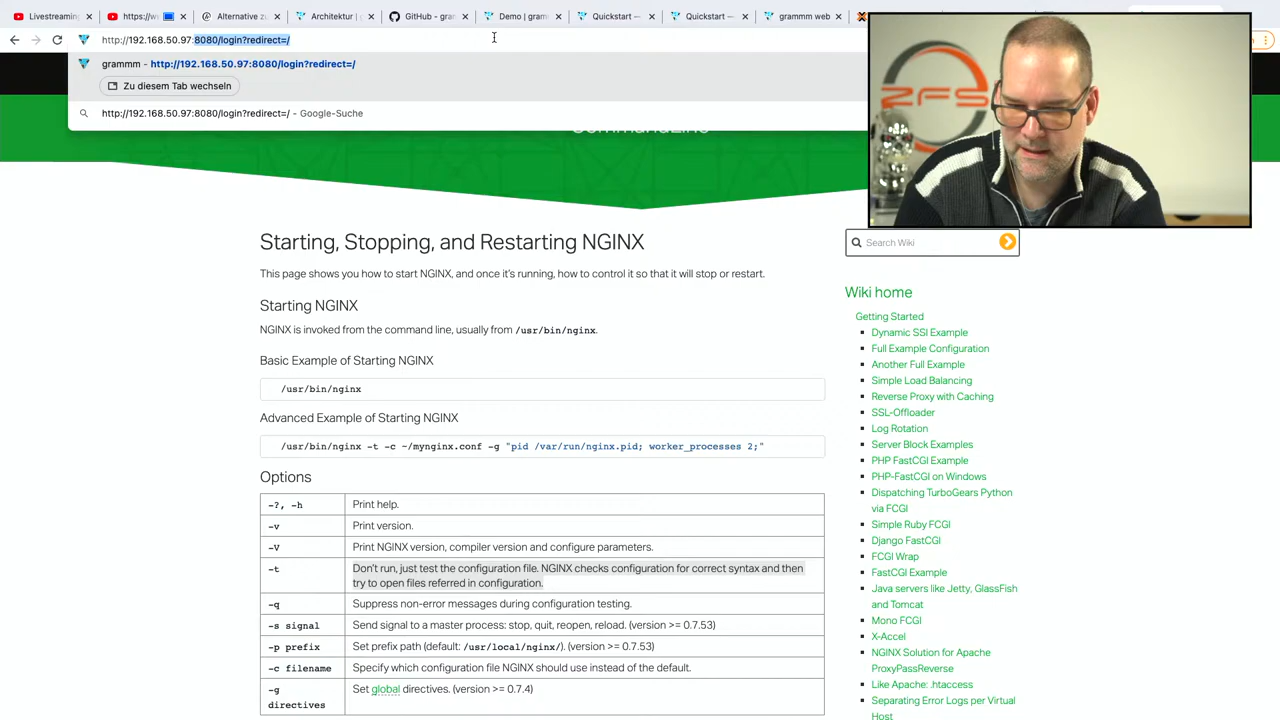 Livestreaming
https://we
Alternative z
Architektur | g
GitHub - gra
Demo | gram
Quickstart —
Quickstart —
grammm web
http://192.168.50.97:8080/login?redirect=/
grammm - http://192.168.50.97:8080/login?redirect=/
Zu diesem Tab wechseln
http://192.168.50.97:8080/login?redirect=/ - Google-Suche
ZFS
CommandLine
Starting, Stopping, and Restarting NGINX
This page shows you how to start NGINX, and once it's running, how to control it so that it will stop or restart.
Starting NGINX
NGINX is invoked from the command line, usually from /usr/bin/nginx.
Basic Example of Starting NGINX
/usr/bin/nginx
Advanced Example of Starting NGINX
/usr/bin/nginx -t -c ~/mynginx.conf -g "pid /var/run/nginx.pid; worker_processes 2;"
Options
-?, -h Print help.
-v Print version.
-V Print NGINX version, compiler version and configure parameters.
-t Don't run, just test the configuration file. NGINX checks configuration for correct syntax and then
try to open files referred in configuration.
-q Suppress non-error messages during configuration testing.
-s signal Send signal to a master process: stop, quit, reopen, reload. (version >= 0.7.53)
-p prefix Set prefix path (default: /usr/local/nginx/). (version >= 0.7.53)
-c filename Specify which configuration file NGINX should use instead of the default.
-g Set global directives. (version >= 0.7.4)
directives
Search Wiki
Wiki home
Getting Started
Dynamic SSI Example
Full Example Configuration
Another Full Example
Simple Load Balancing
Reverse Proxy with Caching
SSL-Offloader
Log Rotation
Server Block Examples
PHP FastCGI Example
PHP-FastCGI on Windows
Dispatching TurboGears Python
via FCGI
Simple Ruby FCGI
Django FastCGI
FCGI Wrap
FastCGI Example
Java servers like Jetty, GlassFish
and Tomcat
Mono FCGI
X-Accel
NGINX Solution for Apache
ProxyPassReverse
Like Apache: .htaccess
Separating Error Logs per Virtual
Host